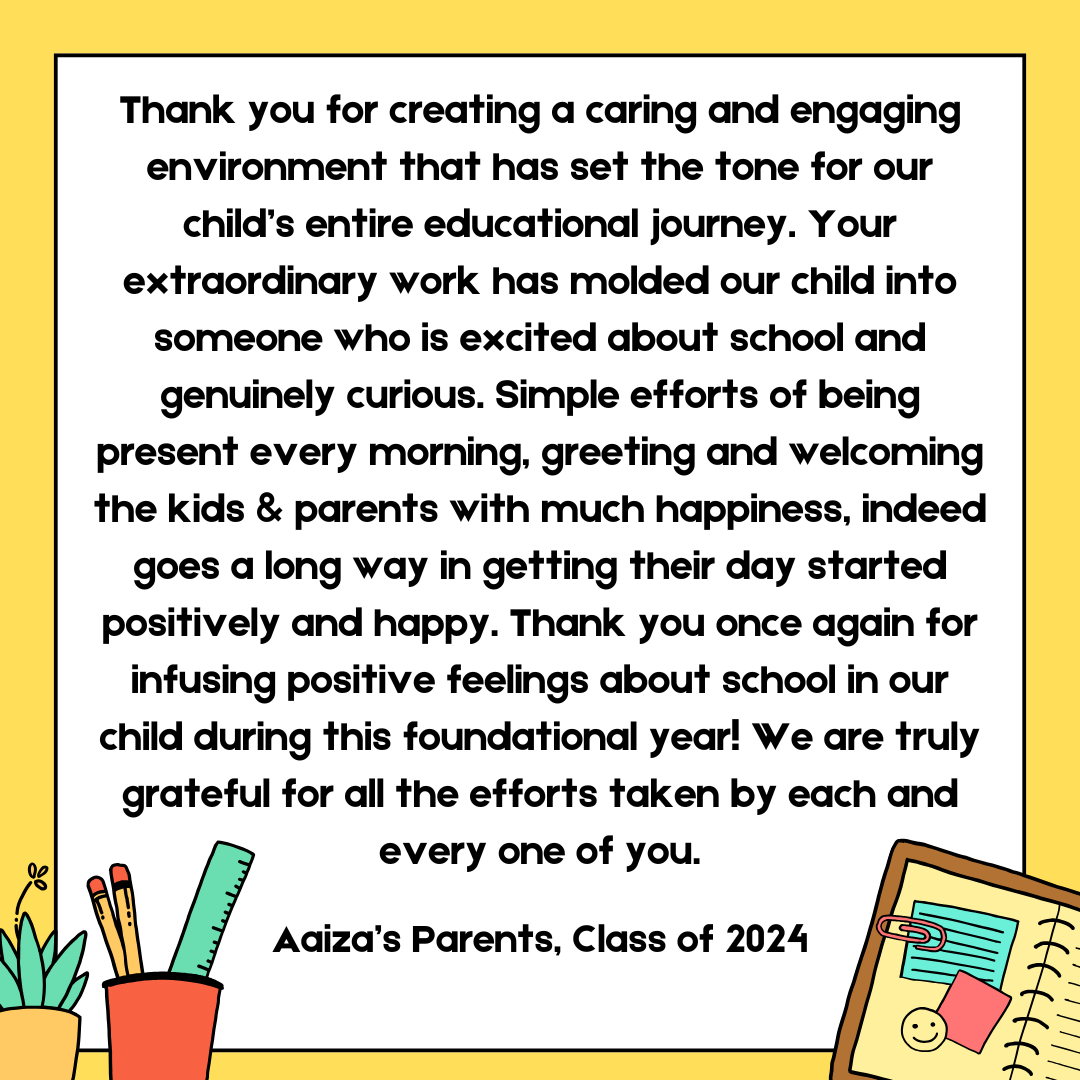 Thank you for creating a caring and engaging
environment that has set the tone for our
child's entire educational journey. Your
extraordinary work has molded our child into
someone who is excited about school and
genuinely curious. Simple efforts of being
present every morning, greeting and welcoming
the kids & parents with much happiness, indeed
goes a long way in getting their day started
positively and happy. Thank you once again for
infusing positive feelings about school in our
child during this foundational year! We are truly
grateful for all the efforts taken by each and
every one of you.
Aaiza's Parents, Class of 2024